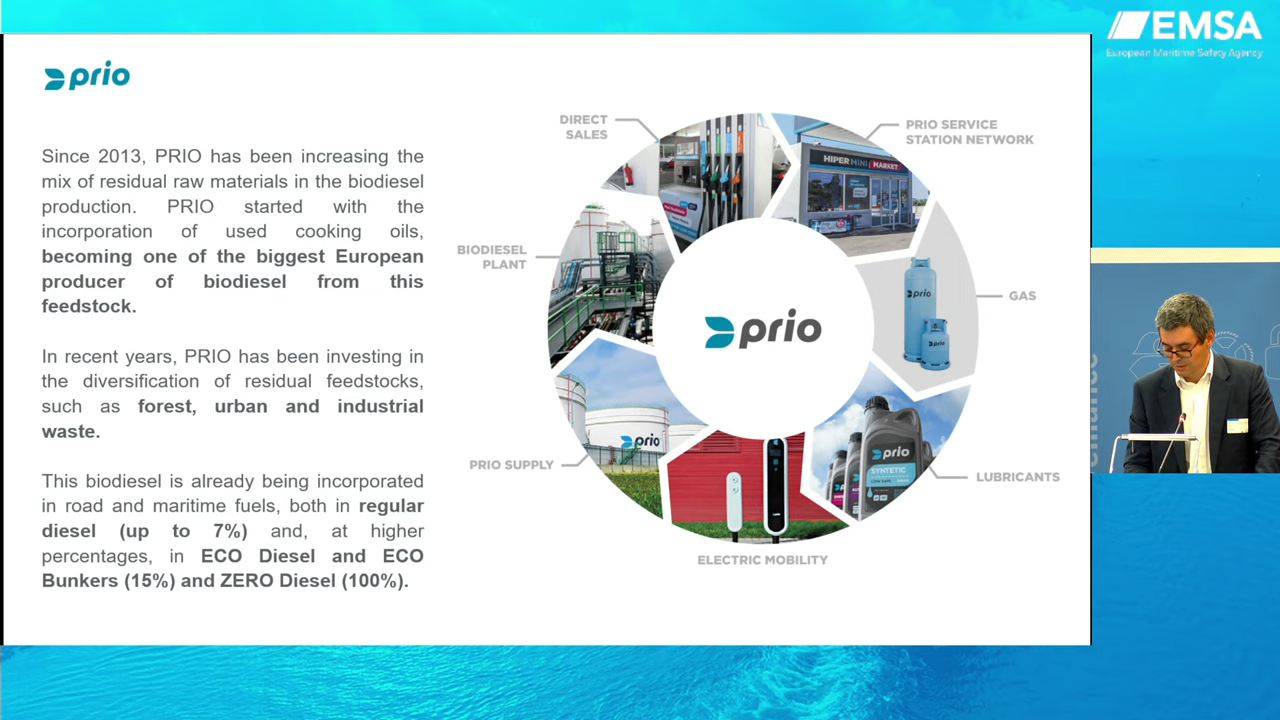 EMSA
European Maritime Safety Agency
prio
Since 2013, PRIO has been increasing the
mix of residual raw materials in the biodiesel
production. PRIO started with the
incorporation of used cooking oils,
becoming one of the biggest European
producer of biodiesel from this
feedstock.
In recent years, PRIO has been investing in
the diversification of residual feedstocks,
such as forest, urban and industrial
waste.
This biodiesel is already being incorporated
in road and maritime fuels, both in regular
diesel (up to 7%) and, at higher
percentages, in ECO Diesel and ECO
Bunkers (15%) and ZERO Diesel (100%).
DIRECT
SALES
PRIO SERVICE
STATION NETWORK
HIPER MINI MARKET
BIODIESEL
PLANT
GAS
prio
prio
prio
PRIO SUPPLY
prio
prio
SYNTETIC
LUBRICANTS
ELECTRIC MOBILITY